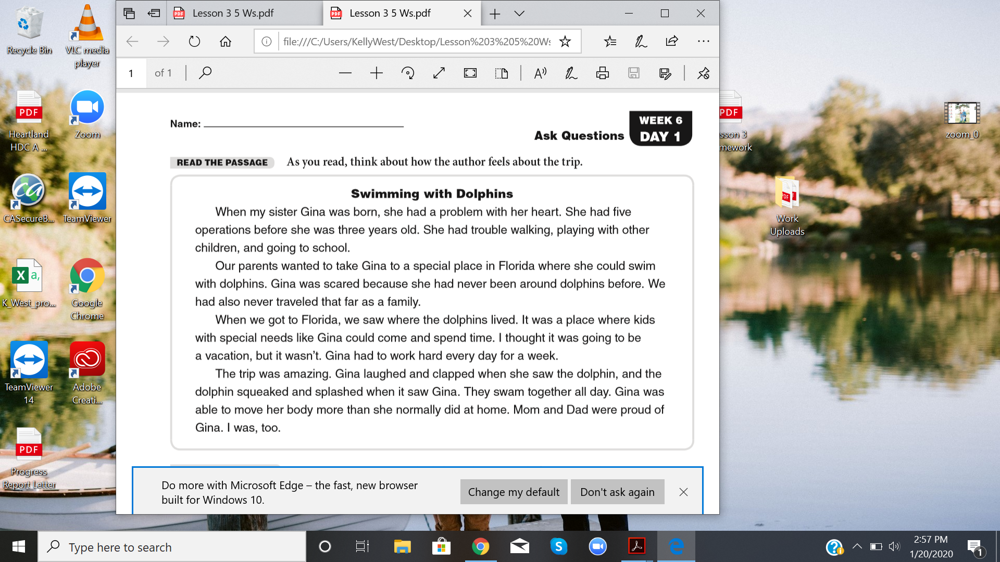 Recycle Bin
VLC media
player
Heartland
HDC A ...
Zoom
CASecureB...
TeamViewer
K_West_pro...
Google
Chrome
TeamViewer
14
Adobe
Creati...
Progress
Report Letter
Lesson 3 5 Ws.pdf
Lesson 3 5 Ws.pdf
file:///C:/Users/KellyWest/Desktop/Lesson%203%205%20Ws
1
of 1
Name:
Ask Questions
WEEK 6
DAY 1
READ THE PASSAGE As you read, think about how the author feels about the trip.
Swimming with Dolphins
When my sister Gina was born, she had a problem with her heart. She had five
operations before she was three years old. She had trouble walking, playing with other
children, and going to school.
Our parents wanted to take Gina to a special place in Florida where she could swim
with dolphins. Gina was scared because she had never been around dolphins before. We
had also never traveled that far as a family.
When we got to Florida, we saw where the dolphins lived. It was a place where kids
with special needs like Gina could come and spend time. I thought it was going to be
a vacation, but it wasn't. Gina had to work hard every day for a week.
The trip was amazing. Gina laughed and clapped when she saw the dolphin, and the
dolphin squeaked and splashed when it saw Gina. They swam together all day. Gina was
able to move her body more than she normally did at home. Mom and Dad were proud of
Gina. I was, too.
Do more with Microsoft Edge – the fast, new browser
built for Windows 10.
Change my default
Don't ask again
PDF
sson 3
mework
Work
Uploads
zoom_0
Type here to search
2:57 PM
1/20/2020
1